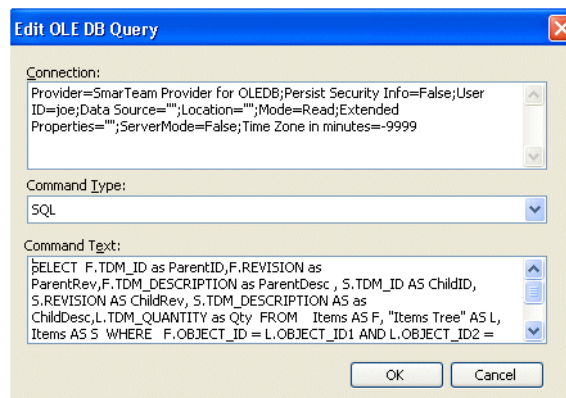 Edit OLE DB Query
Connection:
Provider=SmarTeam Provider for OLEDB;Persist Security Info=False;User
ID=joe;Data Source="";Location="";Mode=Read;Extended
Properties="";ServerMode=False;Time Zone in minutes=-9999
Command Type:
SQL
Command Text:
SELECT F.TDM_ID as ParentID,F.REVISION as
ParentRev,F.TDM_DESCRIPTION as ParentDesc , S.TDM_ID AS ChildID,
S.REVISION AS ChildRev, S.TDM_DESCRIPTION AS as
ChildDesc,L.TDM_QUANTITY as Qty FROM Items AS F, "Items Tree" AS L,
Items AS S WHERE F.OBJECT_ID = L.OBJECT_ID1 AND L.OBJECT_ID2 =
OK Cancel